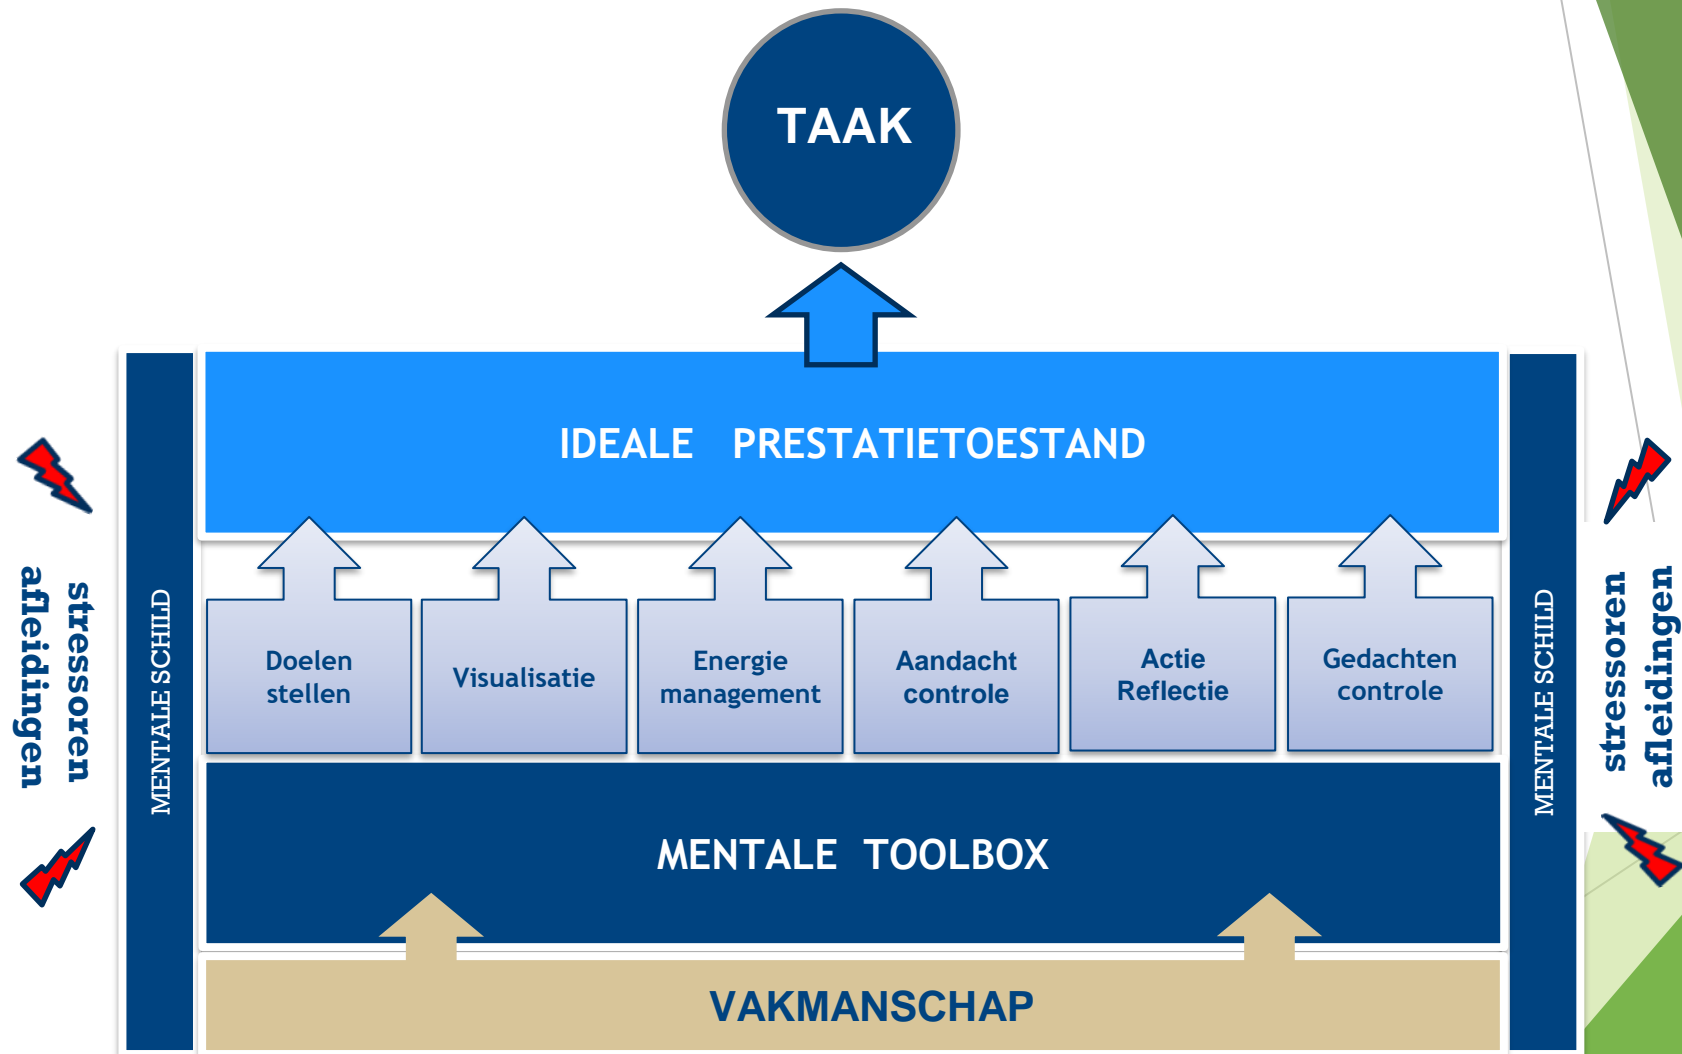 TAAK
IDEALE PRESTATIETOESTAND
stressoren
afleidingen
MENTALE SCHILD
Doelen
stellen
Visualisatie
Energie
management
Aandacht
controle
Actie
Reflectie
Gedachten
controle
MENTALE SCHILD
stressoren
afleidingen
MENTALE TOOLBOX
VAKMANSCHAP